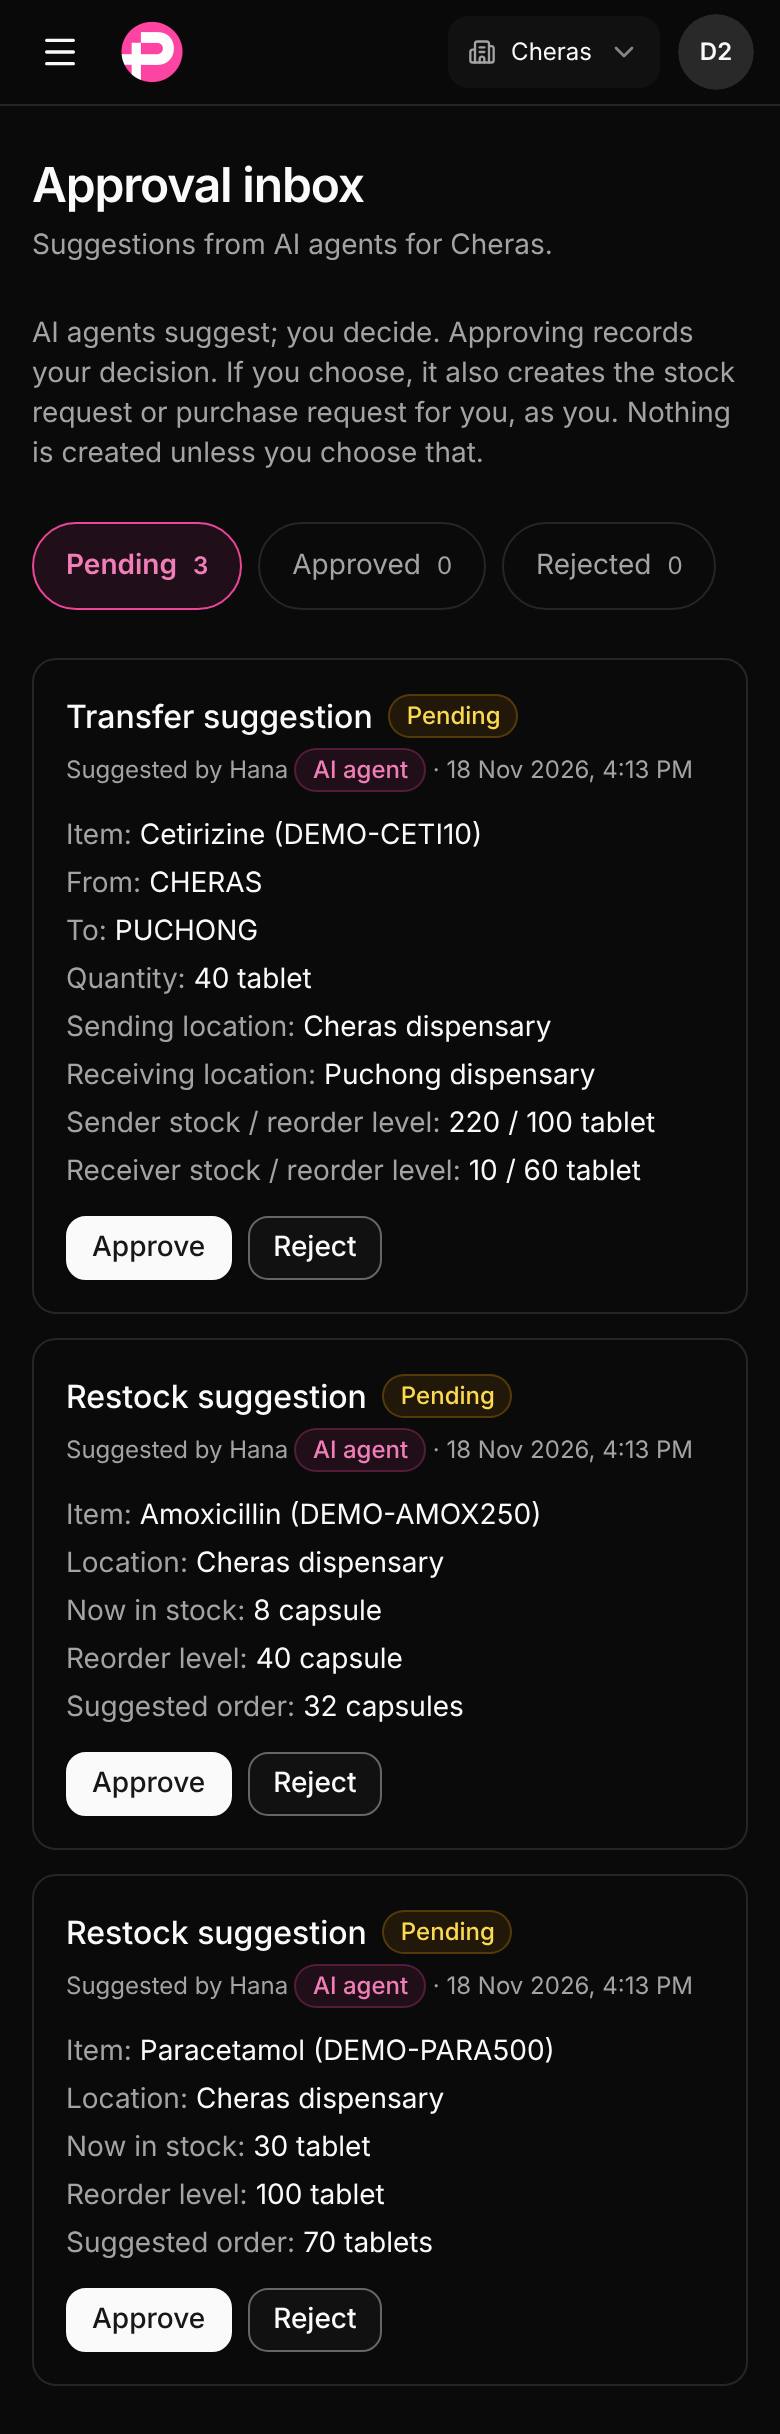 Cheras
D2
Approval inbox
Suggestions from AI agents for Cheras.
AI agents suggest; you decide. Approving records
your decision. If you choose, it also creates the stock
request or purchase request for you, as you. Nothing
is created unless you choose that.
Pending 3
Approved 0
Rejected 0
Transfer suggestion Pending
Suggested by Hana AI agent · 18 Nov 2026, 4:13 PM
Item: Cetirizine (DEMO-CETI10)
From: CHERAS
To: PUCHONG
Quantity: 40 tablet
Sending location: Cheras dispensary
Receiving location: Puchong dispensary
Sender stock / reorder level: 220 / 100 tablet
Receiver stock / reorder level: 10 / 60 tablet
Approve Reject
Restock suggestion Pending
Suggested by Hana AI agent · 18 Nov 2026, 4:13 PM
Item: Amoxicillin (DEMO-AMOX250)
Location: Cheras dispensary
Now in stock: 8 capsule
Reorder level: 40 capsule
Suggested order: 32 capsules
Approve Reject
Restock suggestion Pending
Suggested by Hana AI agent · 18 Nov 2026, 4:13 PM
Item: Paracetamol (DEMO-PARA500)
Location: Cheras dispensary
Now in stock: 30 tablet
Reorder level: 100 tablet
Suggested order: 70 tablets
Approve Reject